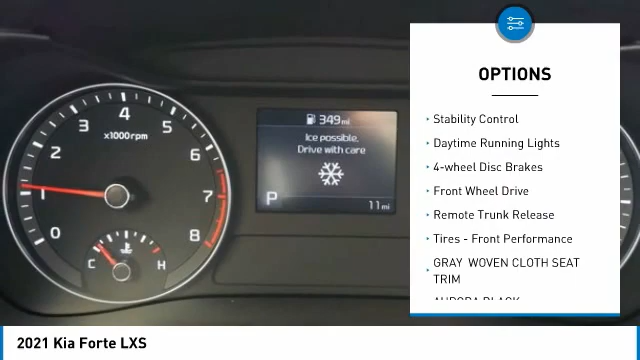 OPTIONS
Stability Control
Daytime Running Lights
4-wheel Disc Brakes
Front Wheel Drive
Remote Trunk Release
Tires - Front Performance
GRAY WOVEN CLOTH SEAT
TRIM
AURORA BLACK
0
1
2
3
4
5
6
7
8
x1000rpm
C
H
349mi
Ice possible,
Drive with care
P
11mi
2021 Kia Forte LXS